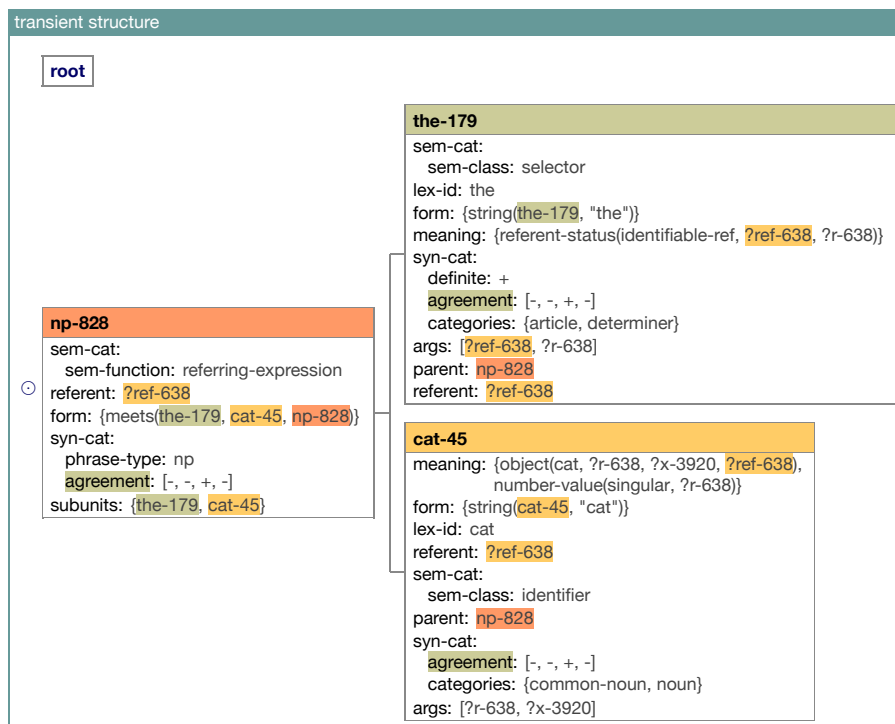 transient structure
root
the-179
sem-cat:
sem-class: selector
lex-id: the
form: {string(the-179, "the")}
meaning: {referent-status(identifiable-ref, ?ref-638, ?r-638)}
syn-cat:
definite: +
agreement: [-, -, +, -]
categories: {article, determiner}
args: [?ref-638, ?r-638]
parent: np-828
referent: ?ref-638
np-828
sem-cat:
sem-function: referring-expression
referent: ?ref-638
form: {meets(the-179, cat-45, np-828)}
syn-cat:
phrase-type: np
agreement: [-, -, +, -]
subunits: {the-179, cat-45}
cat-45
meaning: {object(cat, ?r-638, ?x-3920, ?ref-638),
number-value(singular, ?r-638)}
form: {string(cat-45, "cat")}
lex-id: cat
referent: ?ref-638
sem-cat:
sem-class: identifier
parent: np-828
syn-cat:
agreement: [-, -, +, -]
categories: {common-noun, noun}
args: [?r-638, ?x-3920]